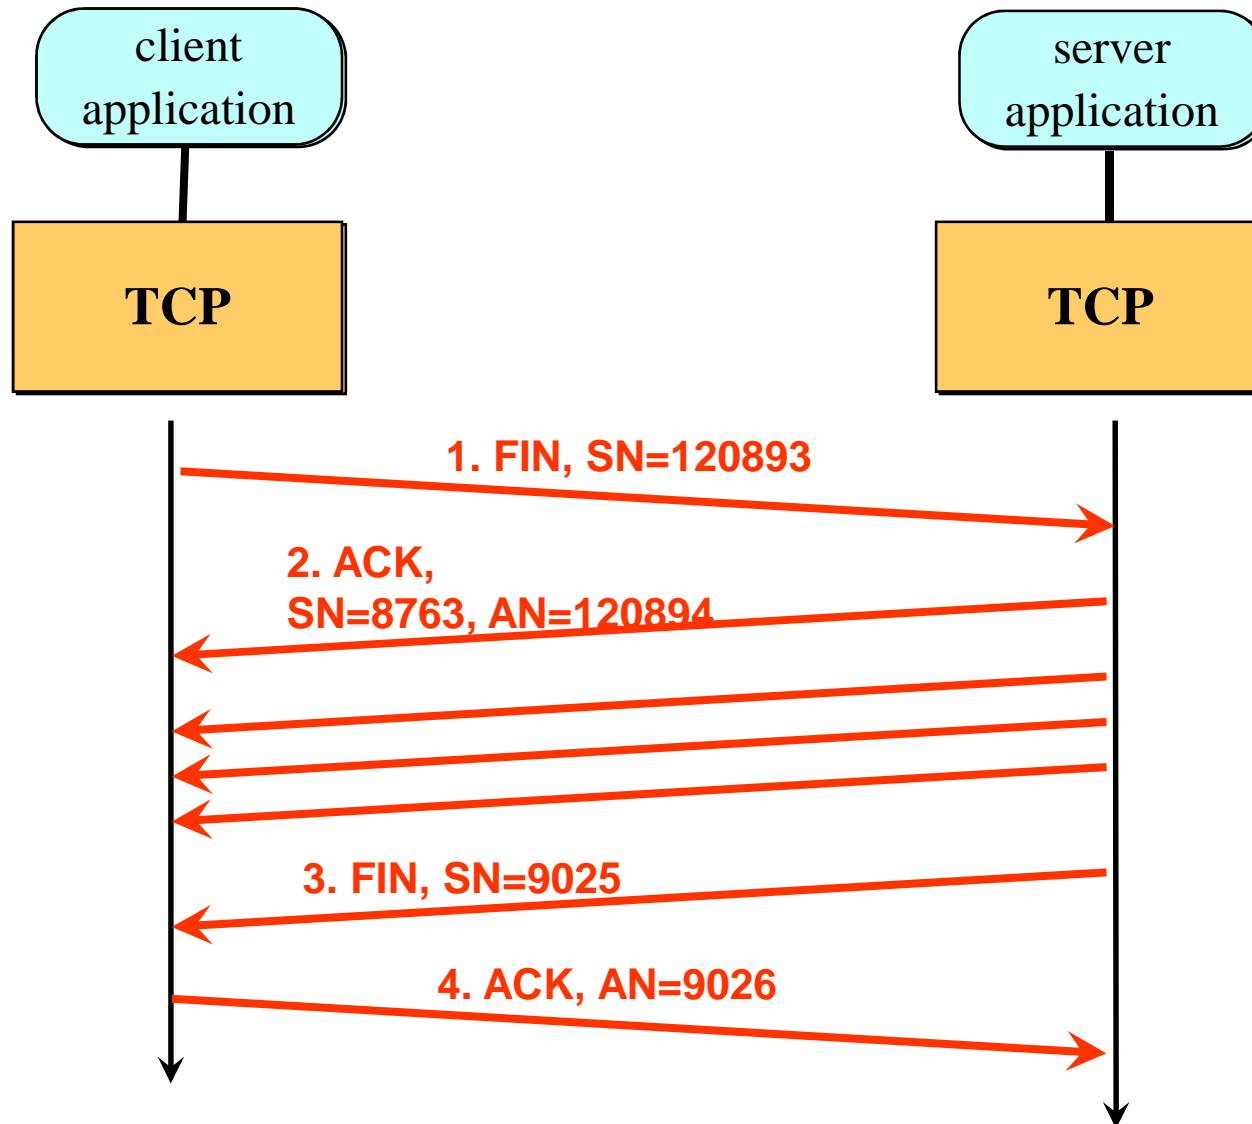 client
application
server
application
TCP
TCP
1. FIN, SN=120893
2. ACK,
SN=8763, AN=120894
3. FIN, SN=9025
4. ACK, AN=9026